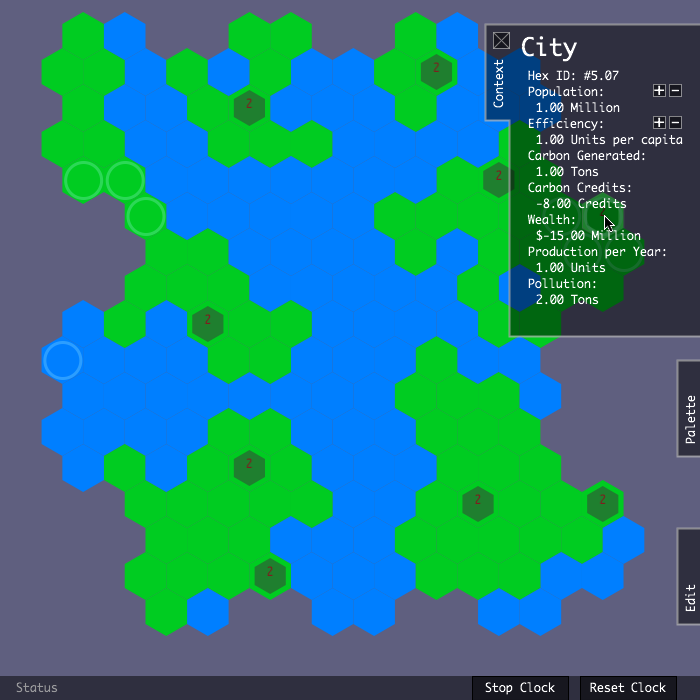 City
Context
Hex ID: #5.07
Population:
1.00 Million
Efficiency:
1.00 Units per capita
Carbon Generated:
1.00 Tons
Carbon Credits:
-8.00 Credits
Wealth:
$-15.00 Million
Production per Year:
1.00 Units
Pollution:
2.00 Tons
2
2
2
2
2
2
2
2
Palette
Edit
Status
Stop Clock
Reset Clock